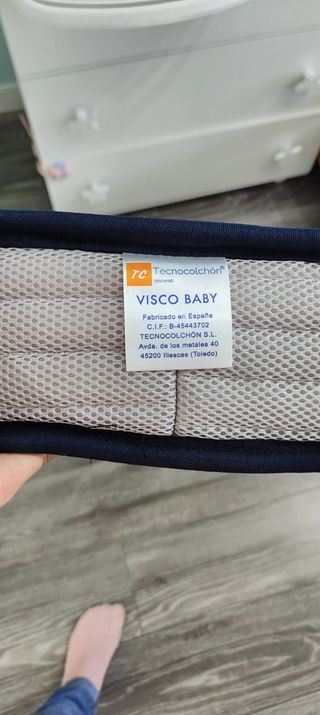 TC Tecnocolchón®
DESCANSO
VISCO BABY
Fabricado en España
C.I.F.: B-45443702
TECNOCOLCHÓN S.L.
Avda. de los metales 40
45200 Illescas (Toledo)